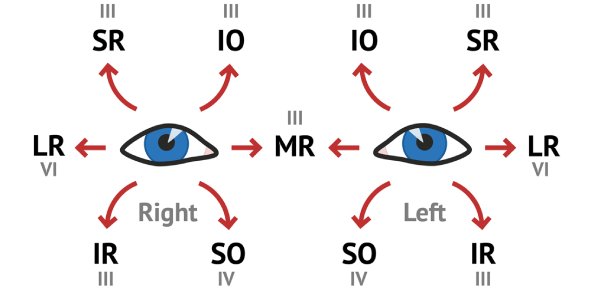 III III III III
SR IO IO SR
III
LR MR LR
VI VI
Right Left
IR SO SO IR
III IV IV III